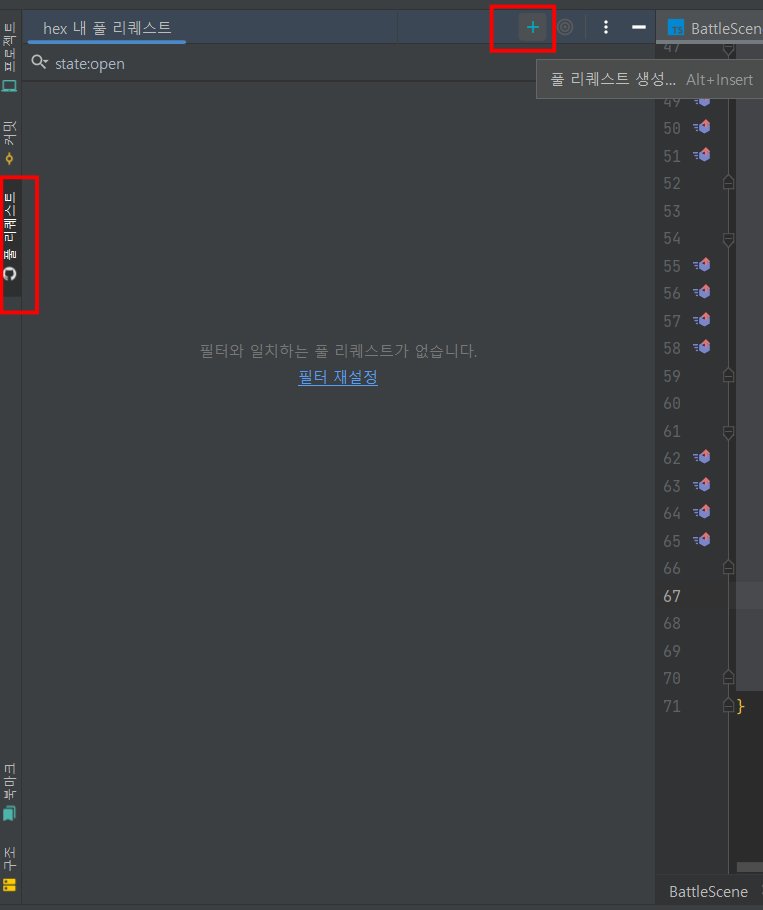 hex 내 풀 리퀘스트
state:open
풀 리퀘스트 생성... Alt+Insert
필터와 일치하는 풀 리퀘스트가 없습니다.
필터 재설정
프로젝트
커밋
풀 리퀘스트
북마크
구조
TS BattleScen
47
49
50
51
52
53
54
55
56
57
58
59
60
61
62
63
64
65
66
67
68
69
70
71 }
BattleScene